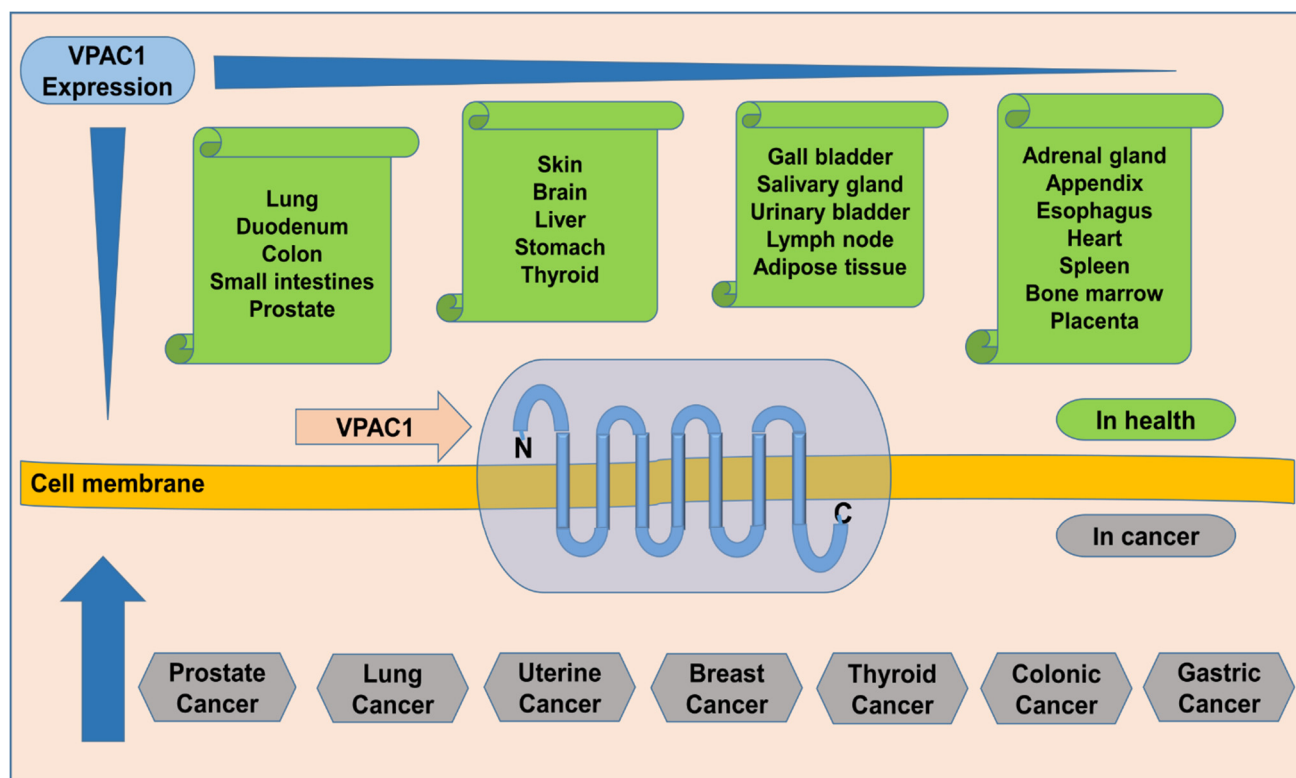 VPAC1
Expression
Lung
Duodenum
Colon
Small intestines
Prostate
Skin
Brain
Liver
Stomach
Thyroid
Gall bladder
Salivary gland
Urinary bladder
Lymph node
Adipose tissue
Adrenal gland
Appendix
Esophagus
Heart
Spleen
Bone marrow
Placenta
VPAC1
N
In health
Cell membrane
C
In cancer
Prostate
Cancer
Lung
Cancer
Uterine
Cancer
Breast
Cancer
Thyroid
Cancer
Colonic
Cancer
Gastric
Cancer